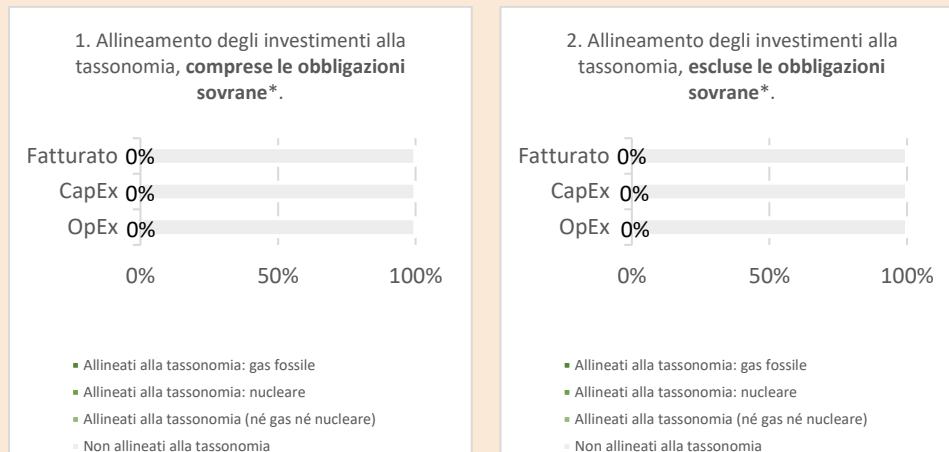 1. Allineamento degli investimenti alla
tassonomia, comprese le obbligazioni
sovrane*.
Fatturato 0%
CapEx 0%
OpEx 0%
0% 50% 100%
Allineati alla tassonomia: gas fossile
Allineati alla tassonomia: nucleare
Allineati alla tassonomia (né gas né nucleare)
Non allineati alla tassonomia
2. Allineamento degli investimenti alla
tassonomia, escluse le obbligazioni
sovrane*.
Fatturato 0%
CapEx 0%
OpEx 0%
0% 50% 100%
Allineati alla tassonomia: gas fossile
Allineati alla tassonomia: nucleare
Allineati alla tassonomia (né gas né nucleare)
Non allineati alla tassonomia